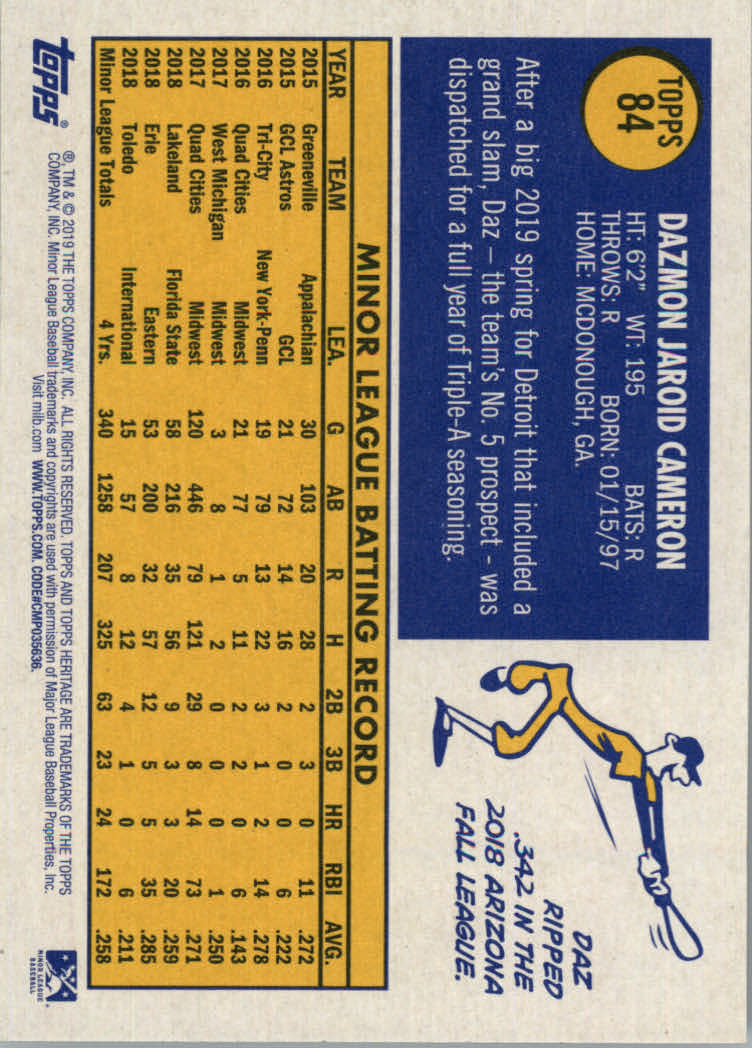 TOPPS
84
DAZMON JAROID CAMERON
HT: 6'2" WT: 195 BATS: R
THROWS: R BORN: 01/15/97
HOME: MCDONOUGH, GA.
After a big 2019 spring for Detroit that included a
grand slam, Daz – the team's No. 5 prospect - was
dispatched for a full year of Triple-A seasoning.
DAZ
RIPPED
.342 IN THE
2018 ARIZONA
FALL LEAGUE.
MINOR LEAGUE BATTING RECORD
YEAR TEAM LEA. G AB R H 2B 3B HR RBI AVG.
2015 Greeneville Appalachian 30 103 20 28 2 3 0 11 .272
2015 GCL Astros GCL 21 72 14 16 2 0 0 6 .222
2016 Tri-City New York-Penn 19 79 13 22 3 1 2 14 .278
2016 Quad Cities Midwest 21 77 5 11 2 2 0 6 .143
2017 West Michigan Midwest 3 8 1 2 0 0 0 1 .250
2017 Quad Cities Midwest 120 446 79 121 29 8 14 73 .271
2018 Lakeland Florida State 58 216 35 56 9 3 3 20 .259
2018 Erie Eastern 53 200 32 57 12 5 5 35 .285
2018 Toledo International 15 57 8 12 4 1 0 6 .211
Minor League Totals 4 Yrs. 340 1258 207 325 63 23 24 172 .258
topps®
®, TM & © 2019 THE TOPPS COMPANY, INC. ALL RIGHTS RESERVED. TOPPS AND TOPPS HERITAGE ARE TRADEMARKS OF THE TOPPS
COMPANY, INC. Minor League Baseball trademarks and copyrights are used with permission of Major League Baseball Properties, Inc.
Visit milb.com WWW.TOPPS.COM. CODE#CMP035636.
MINOR LEAGUE
BASEBALL